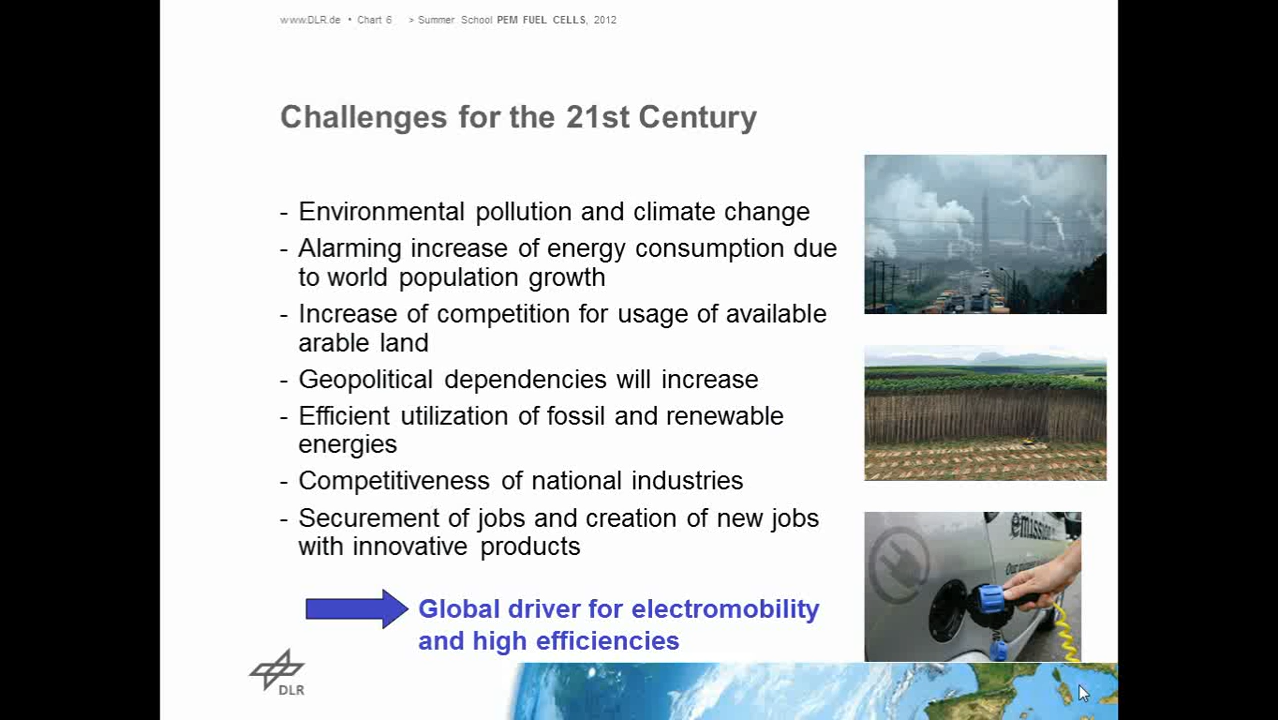 www.DLR.de • Chart 6 > Summer School PEM FUEL CELLS, 2012
Challenges for the 21st Century
- Environmental pollution and climate change
- Alarming increase of energy consumption due
to world population growth
- Increase of competition for usage of available
arable land
- Geopolitical dependencies will increase
- Efficient utilization of fossil and renewable
energies
- Competitiveness of national industries
- Securement of jobs and creation of new jobs
with innovative products
Global driver for electromobility
and high efficiencies
emission
Our
DLR